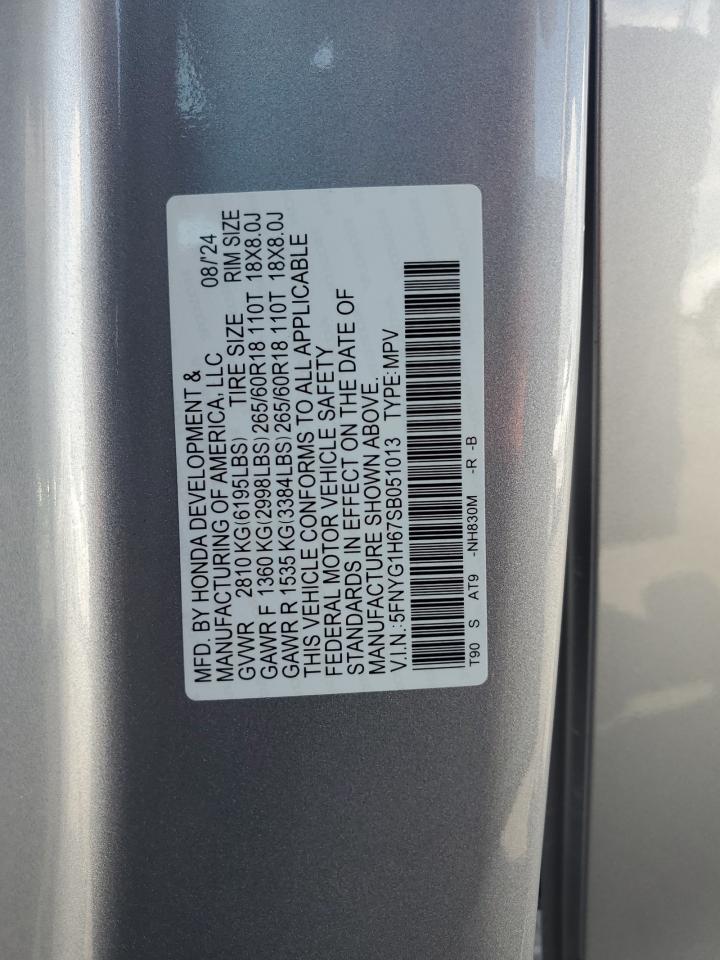 MFD. BY HONDA DEVELOPMENT &
MANUFACTURING OF AMERICA, LLC 08/'24
GVWR 2810 KG(6195LBS) TIRE SIZE RIM SIZE
GAWR F 1360 KG(2998LBS)265/60R18 110T 18X8.0J
GAWR R 1535 KG(3384LBS)265/60R18 110T 18X8.0J
THIS VEHICLE CONFORMS TO ALL APPLICABLE
FEDERAL MOTOR VEHICLE SAFETY
STANDARDS IN EFFECT ON THE DATE OF
MANUFACTURE SHOWN ABOVE.
V.I.N.:5FNYG1H67SB051013 TYPE:MPV
T90 S AT9 -NH830M -R -B